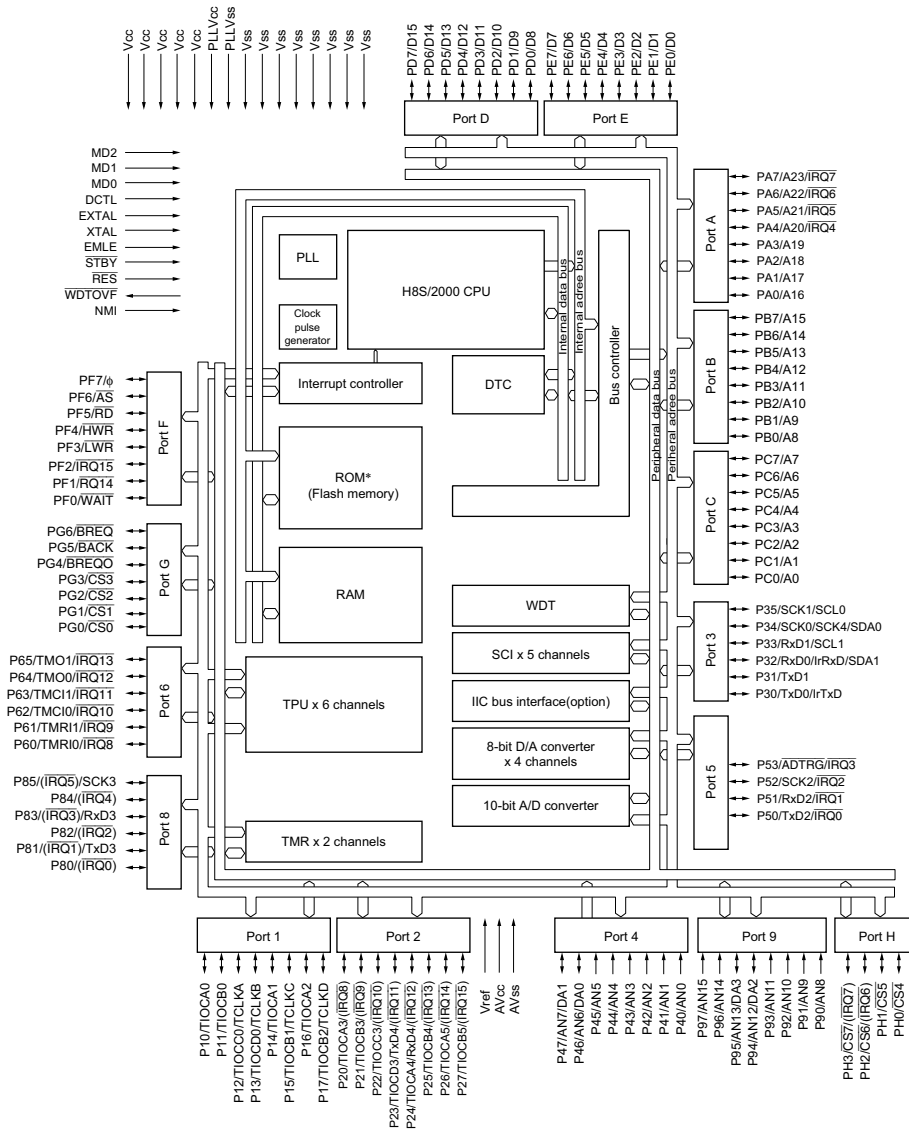 Vcc
Vcc
Vcc
Vcc
Vcc
PLLVcc
PLLVss
Vss
Vss
Vss
Vss
Vss
Vss
Vss
Vss
PD7/D15
PD6/D14
PD5/D13
PD4/D12
PD3/D11
PD2/D10
PD1/D9
PD0/D8
PE7/D7
PE6/D6
PE5/D5
PE4/D4
PE3/D3
PE2/D2
PE1/D1
PE0/D0
Port D
Port E
MD2
MD1
MD0
DCTL
EXTAL
XTAL
EMLE
STBY
RES
WDTOVF
NMI
PLL
Clock
pulse
generator
H8S/2000 CPU
Interrupt controller
DTC
ROM*
(Flash memory)
RAM
TPU x 6 channels
TMR x 2 channels
WDT
SCI x 5 channels
IIC bus interface(option)
8-bit D/A converter
x 4 channels
10-bit A/D converter
Internal data bus
Internal adree bus
Bus controller
Peripheral data bus
Periheral adree bus
Port A
PA7/A23/IRQ7
PA6/A22/IRQ6
PA5/A21/IRQ5
PA4/A20/IRQ4
PA3/A19
PA2/A18
PA1/A17
PA0/A16
Port B
PB7/A15
PB6/A14
PB5/A13
PB4/A12
PB3/A11
PB2/A10
PB1/A9
PB0/A8
Port C
PC7/A7
PC6/A6
PC5/A5
PC4/A4
PC3/A3
PC2/A2
PC1/A1
PC0/A0
Port 3
P35/SCK1/SCL0
P34/SCK0/SCK4/SDA0
P33/RxD1/SCL1
P32/RxD0/IrRxD/SDA1
P31/TxD1
P30/TxD0/IrTxD
Port 5
P53/ADTRG/IRQ3
P52/SCK2/IRQ2
P51/RxD2/IRQ1
P50/TxD2/IRQ0
PF7/ϕ
PF6/AS
PF5/RD
PF4/HWR
PF3/LWR
PF2/IRQ15
PF1/RQ14
PF0/WAIT
Port F
PG6/BREQ
PG5/BACK
PG4/BREQO
PG3/CS3
PG2/CS2
PG1/CS1
PG0/CS0
Port G
P65/TMO1/IRQ13
P64/TMO0/IRQ12
P63/TMCI1/IRQ11
P62/TMCI0/IRQ10
P61/TMRI1/IRQ9
P60/TMRI0/IRQ8
Port 6
P85/(IRQ5)/SCK3
P84/(IRQ4)
P83/(IRQ3)/RxD3
P82/(IRQ2)
P81/(IRQ1)/TxD3
P80/(IRQ0)
Port 8
Port 1
Port 2
Port 4
Port 9
Port H
P10/TIOCA0
P11/TIOCB0
P12/TIOCC0/TCLKA
P13/TIOCD0/TCLKB
P14/TIOCA1
P15/TIOCB1/TCLKC
P16/TIOCA2
P17/TIOCB2/TCLKD
P20/TIOCA3/(IRQ8)
P21/TIOCB3/(IRQ9)
P22/TIOCC3/(IRQ10)
P23/TIOCD3/TxD4/(IRQ11)
P24/TIOCA4/RxD4/(IRQ12)
P25/TIOCB4/(IRQ13)
P26/TIOCA5/(IRQ14)
P27/TIOCB5/(IRQ15)
Vref
AVcc
AVss
P47/AN7/DA1
P46/AN6/DA0
P45/AN5
P44/AN4
P43/AN3
P42/AN2
P41/AN1
P40/AN0
P97/AN15
P96/AN14
P95/AN13/DA3
P94/AN12/DA2
P93/AN11
P92/AN10
P91/AN9
P90/AN8
PH3/CS7/(IRQ7)
PH2/CS6/(IRQ6)
PH1/CS5
PH0/CS4